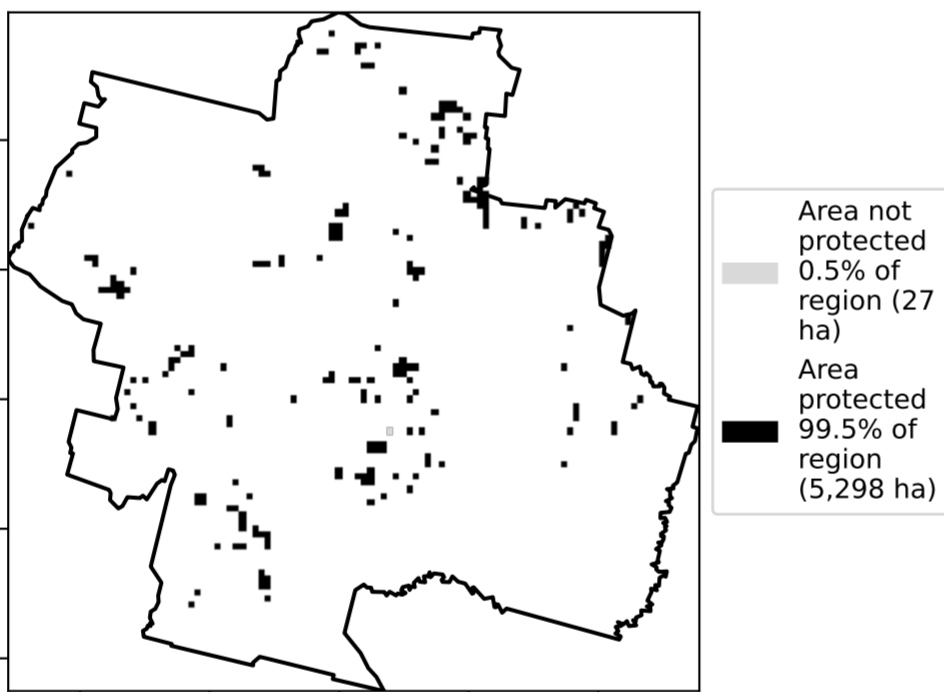 Area not
protected
0.5% of
region (27
ha)
Area
protected
99.5% of
region
(5,298 ha)